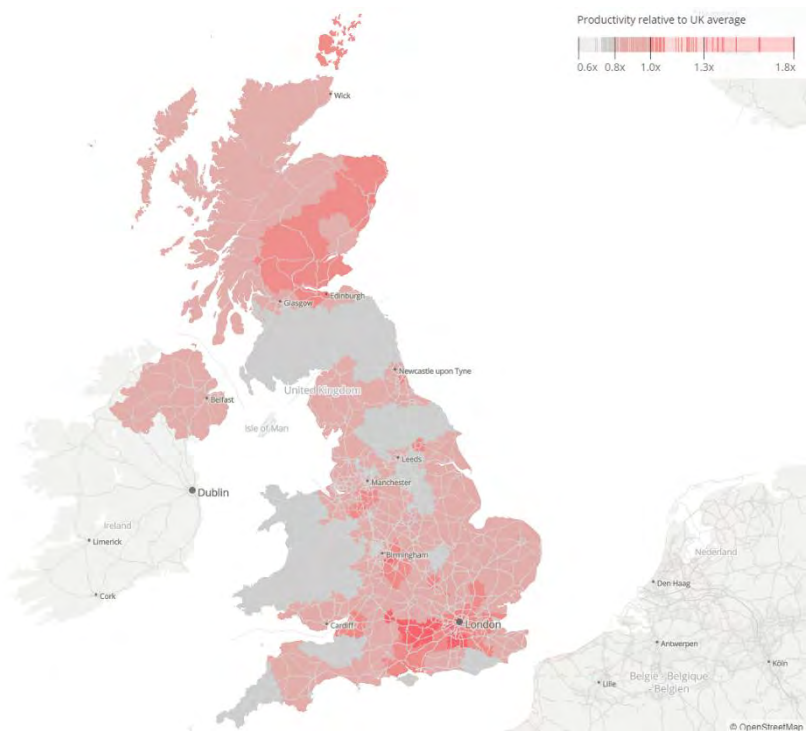 Productivity relative to UK average
0.6x 0.8x 1.0x 1.3x 1.8x
Wick
Edinburgh
Glasgow
Newcastle upon Tyne
United Kingdom
Belfast
Isle of Man
Leeds
Manchester
Dublin
Ireland
Limerick
Birmingham
Nederland
Cork
Den Haag
Cardiff
London
Antwerpen
Köln
Lille
België - Belgique
- Belgien
© OpenStreetMap